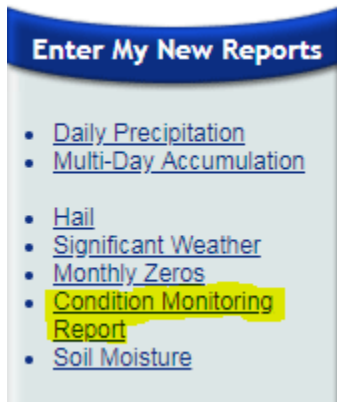 Enter My New Reports
Daily Precipitation
Multi-Day Accumulation
Hail
Significant Weather
Monthly Zeros
Condition Monitoring
Report
Soil Moisture